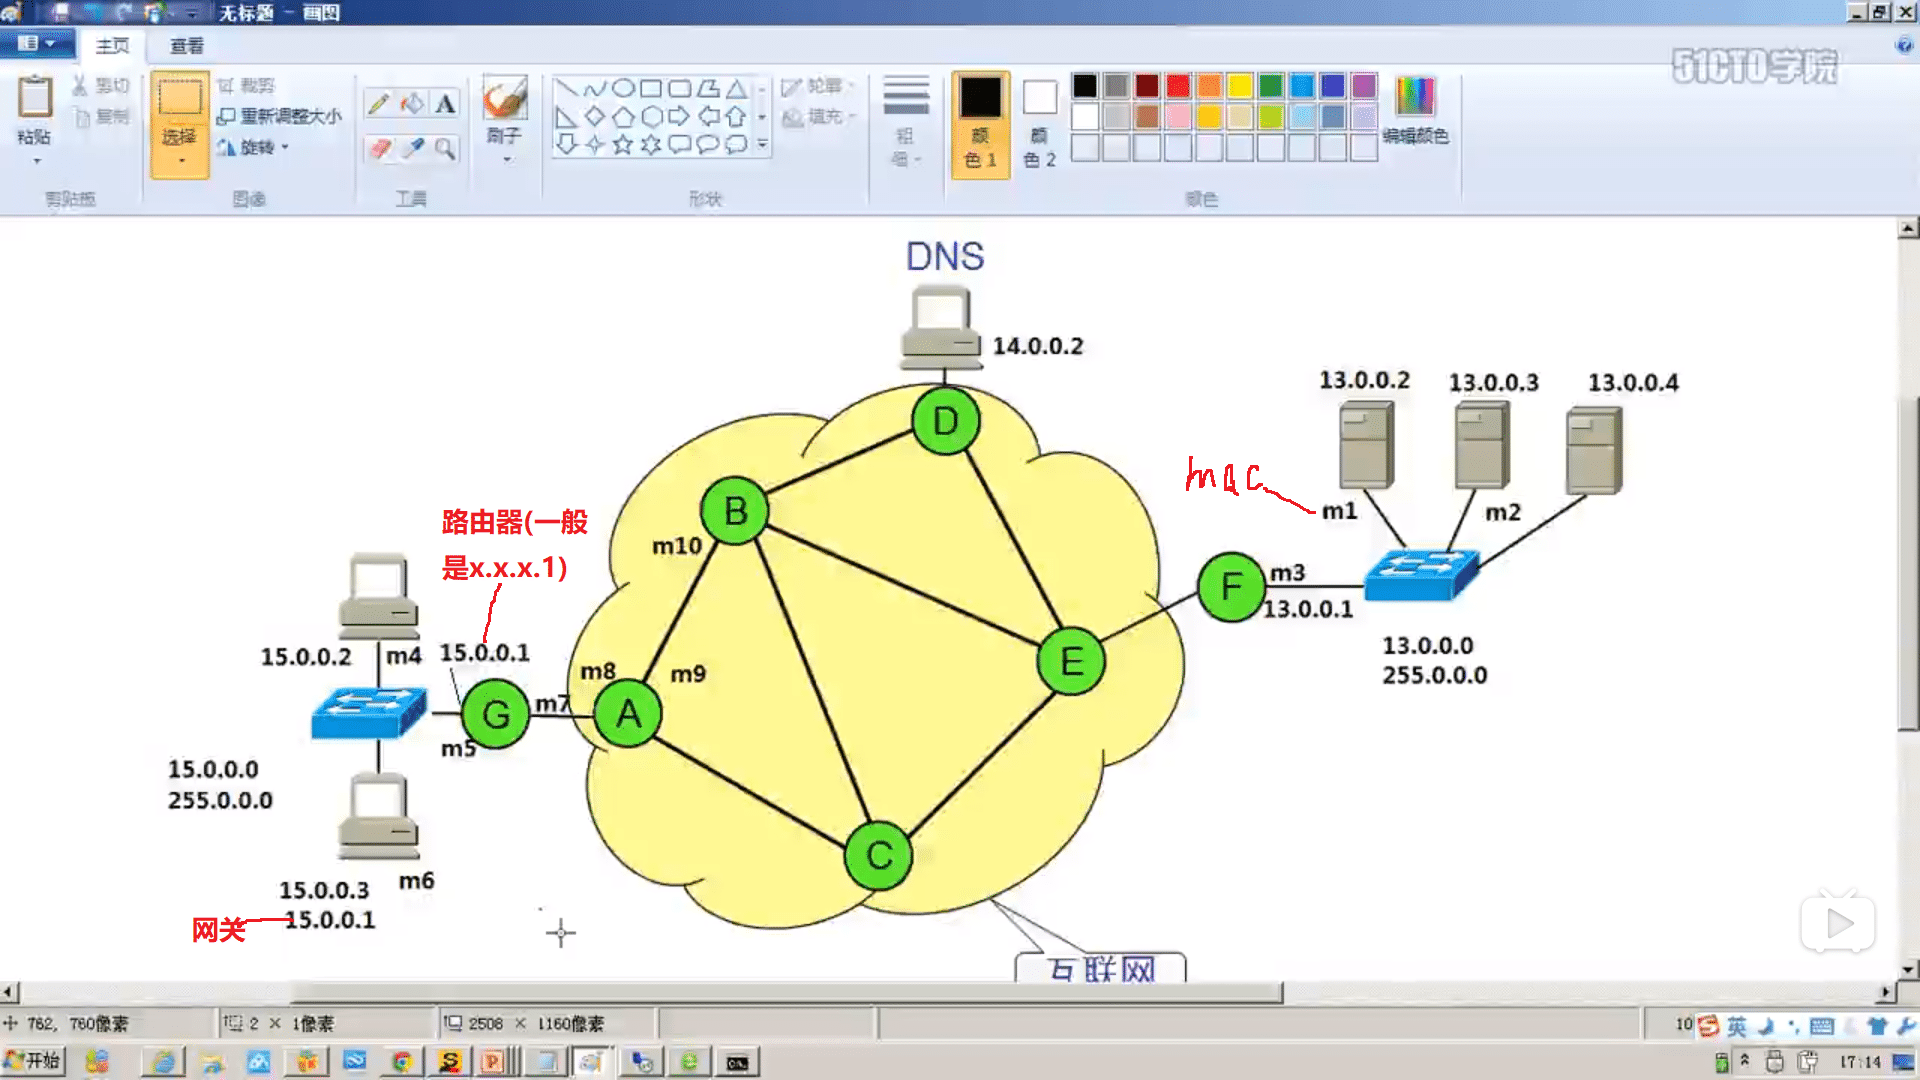 无标题 - 画图
主页
查看
51CTO学院
粘贴
剪切
复制
选择
裁剪
重新调整大小
旋转
A
刷子
轮廓
填充
粗
细
颜
色 1
颜
色 2
编辑颜色
剪贴板
图像
工具
形状
颜色
DNS
14.0.0.2
13.0.0.2
13.0.0.3
13.0.0.4
D
mac
m1
m2
B
路由器(一般
是x.x.x.1)
m10
F
m3
13.0.0.1
13.0.0.0
255.0.0.0
15.0.0.2
m4
15.0.0.1
m8
m9
E
G
m7
A
m5
15.0.0.0
255.0.0.0
C
15.0.0.3
m6
网关
15.0.0.1
互联网
762, 760像素
2 × 1像素
2508 × 1160像素
10
英
开始
17:14